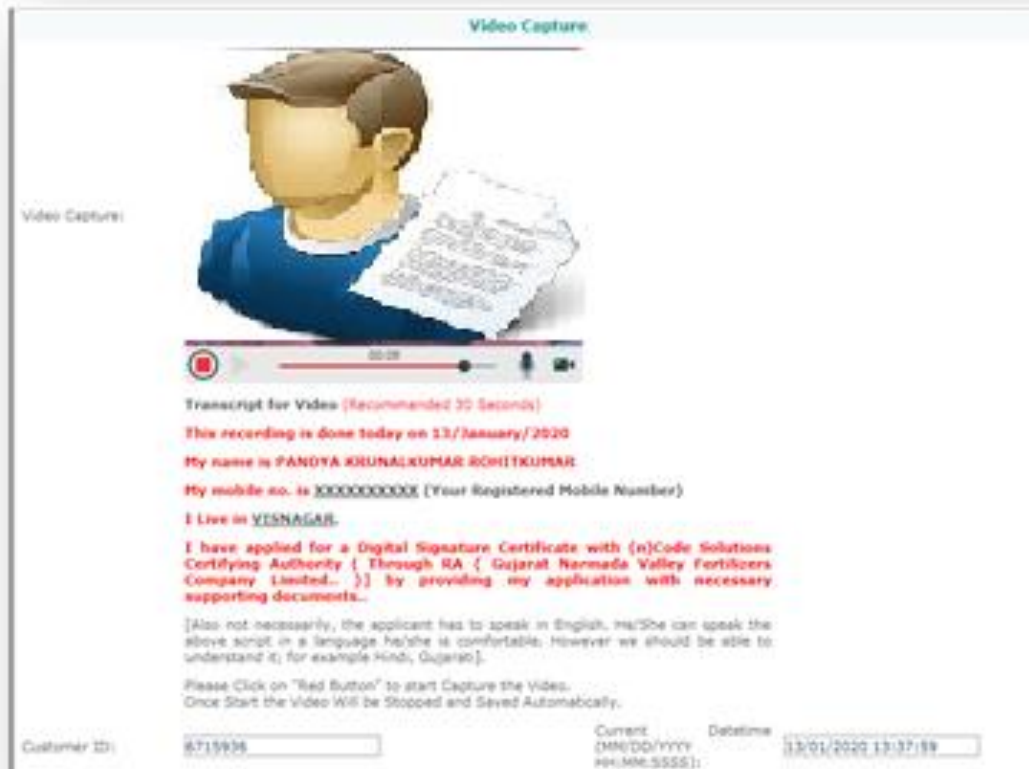 Video Capture
Video Capture:
Transcript for Video (Recommended 30 Seconds)
This recording is done today on 13/January/2020
My name is PANDYA KRUNALKUMAR ROHITKUMAR
My mobile no. is XXXXXXXXXX (Your Registered Mobile Number)
I Live in VISNAGAR.
I have applied for a Digital Signature Certificate with (n)Code Solutions
Certifying Authority ( Through RA ( Gujarat Narmada Valley Fertilizers
Company Limited.. )] by providing my application with necessary
supporting documents..
[Also not necessarily, the applicant has to speak in English. He/She can speak the
above script in a language he/she is comfortable. However we should be able to
understand it; for example Hindi, Gujarati].
Please Click on "Red Button" to start Capture the Video.
Once Start the Video Will be Stopped and Saved Automatically.
Customer ID:
6715936
Current Datetime
(MM/DD/YYYY
HH:MM:SSSS):
13/01/2020 13:37:59